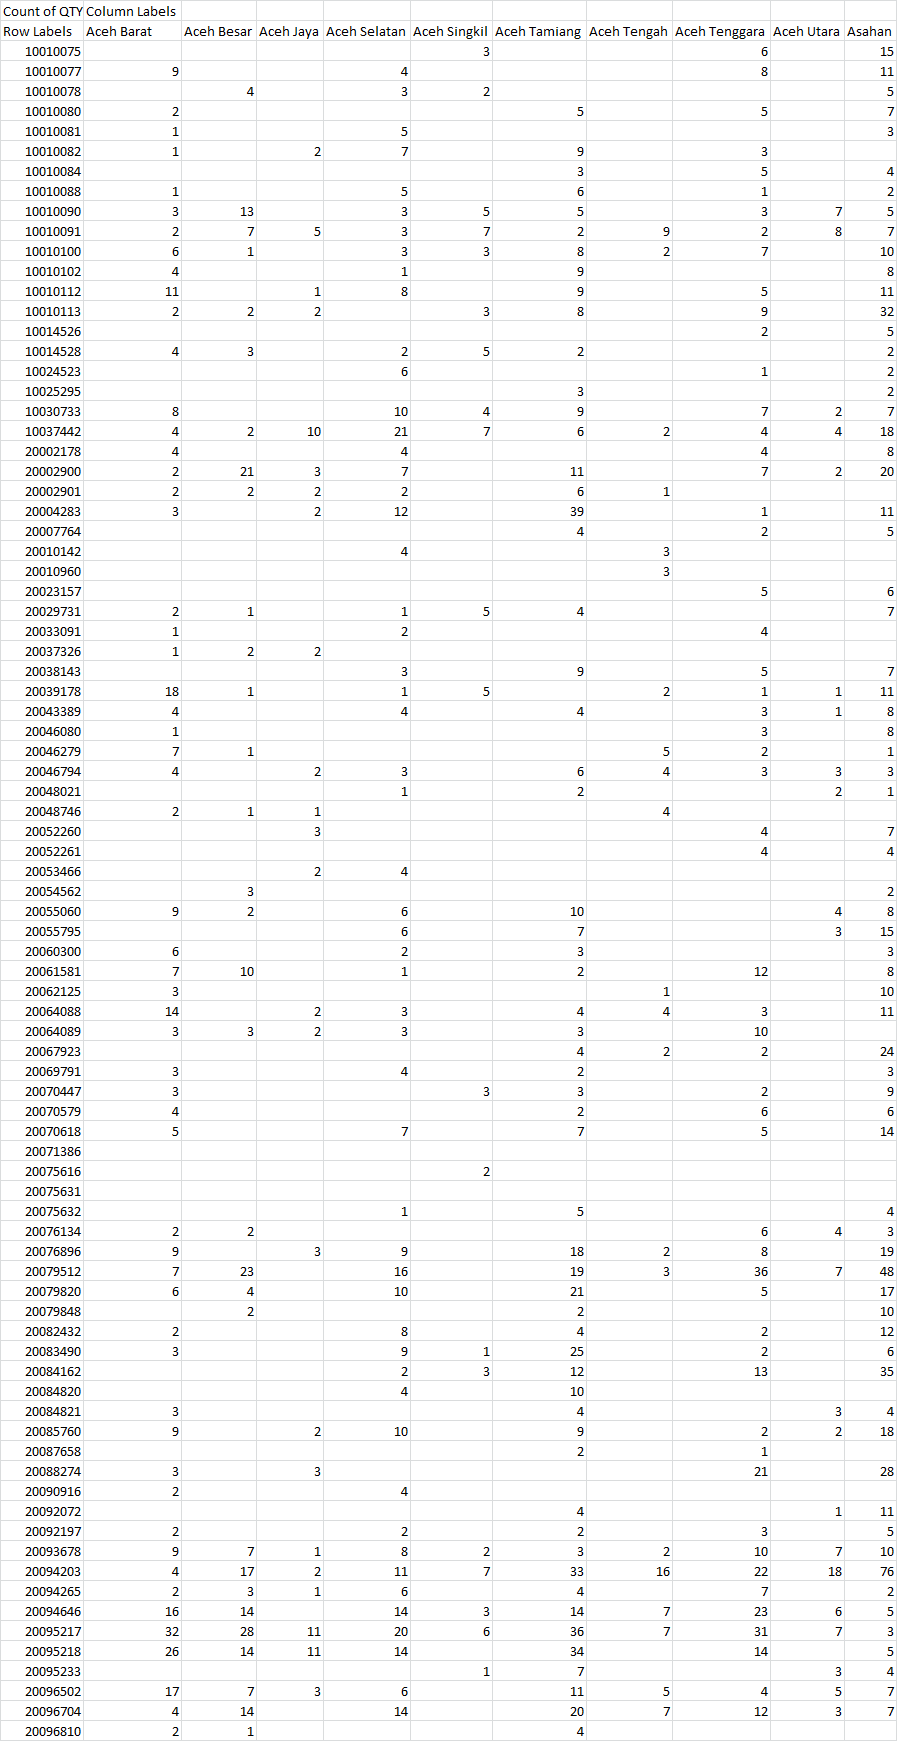 Count of QTY Column Labels
Row Labels Aceh Barat Aceh Besar Aceh Jaya Aceh Selatan Aceh Singkil Aceh Tamiang Aceh Tengah Aceh Tenggara Aceh Utara Asahan
10010075 3 6 15
10010077 9 4 8 11
10010078 4 3 2 5
10010080 2 5 5 7
10010081 1 5 3
10010082 1 2 7 9 3
10010084 3 5 4
10010088 1 5 6 1 2
10010090 3 13 3 5 5 3 7 5
10010091 2 7 5 3 7 2 9 2 8 7
10010100 6 1 3 3 8 2 7 10
10010102 4 1 9 8
10010112 11 1 8 9 5 11
10010113 2 2 2 3 8 9 32
10014526 2 5
10014528 4 3 2 5 2 2
10024523 6 1 2
10025295 3 2
10030733 8 10 4 9 7 2 7
10037442 4 2 10 21 7 6 2 4 4 18
20002178 4 4 4 8
20002900 2 21 3 7 11 7 2 20
20002901 2 2 2 2 6 1
20004283 3 2 12 39 1 11
20007764 4 2 5
20010142 4 3
20010960 3
20023157 5 6
20029731 2 1 1 5 4 7
20033091 1 2 4
20037326 1 2 2
20038143 3 9 5 7
20039178 18 1 1 5 2 1 1 11
20043389 4 4 4 3 1 8
20046080 1 3 8
20046279 7 1 5 2 1
20046794 4 2 3 6 4 3 3 3
20048021 1 2 2 1
20048746 2 1 1 4
20052260 3 4 7
20052261 4 4
20053466 2 4
20054562 3 2
20055060 9 2 6 10 4 8
20055795 6 7 3 15
20060300 6 2 3 3
20061581 7 10 1 2 12 8
20062125 3 1 10
20064088 14 2 3 4 4 3 11
20064089 3 3 2 3 3 10
20067923 4 2 2 24
20069791 3 4 2 3
20070447 3 3 3 2 9
20070579 4 2 6 6
20070618 5 7 7 5 14
20071386
20075616 2
20075631
20075632 1 5 4
20076134 2 2 6 4 3
20076896 9 3 9 18 2 8 19
20079512 7 23 16 19 3 36 7 48
20079820 6 4 10 21 5 17
20079848 2 2 10
20082432 2 8 4 2 12
20083490 3 9 1 25 2 6
20084162 2 3 12 13 35
20084820 4 10
20084821 3 4 3 4
20085760 9 2 10 9 2 2 18
20087658 2 1
20088274 3 3 21 28
20090916 2 4
20092072 4 1 11
20092197 2 2 2 3 5
20093678 9 7 1 8 2 3 2 10 7 10
20094203 4 17 2 11 7 33 16 22 18 76
20094265 2 3 1 6 4 7 2
20094646 16 14 14 3 14 7 23 6 5
20095217 32 28 11 20 6 36 7 31 7 3
20095218 26 14 11 14 34 14 5
20095233 1 7 3 4
20096502 17 7 3 6 11 5 4 5 7
20096704 4 14 14 20 7 12 3 7
20096810 2 1 4